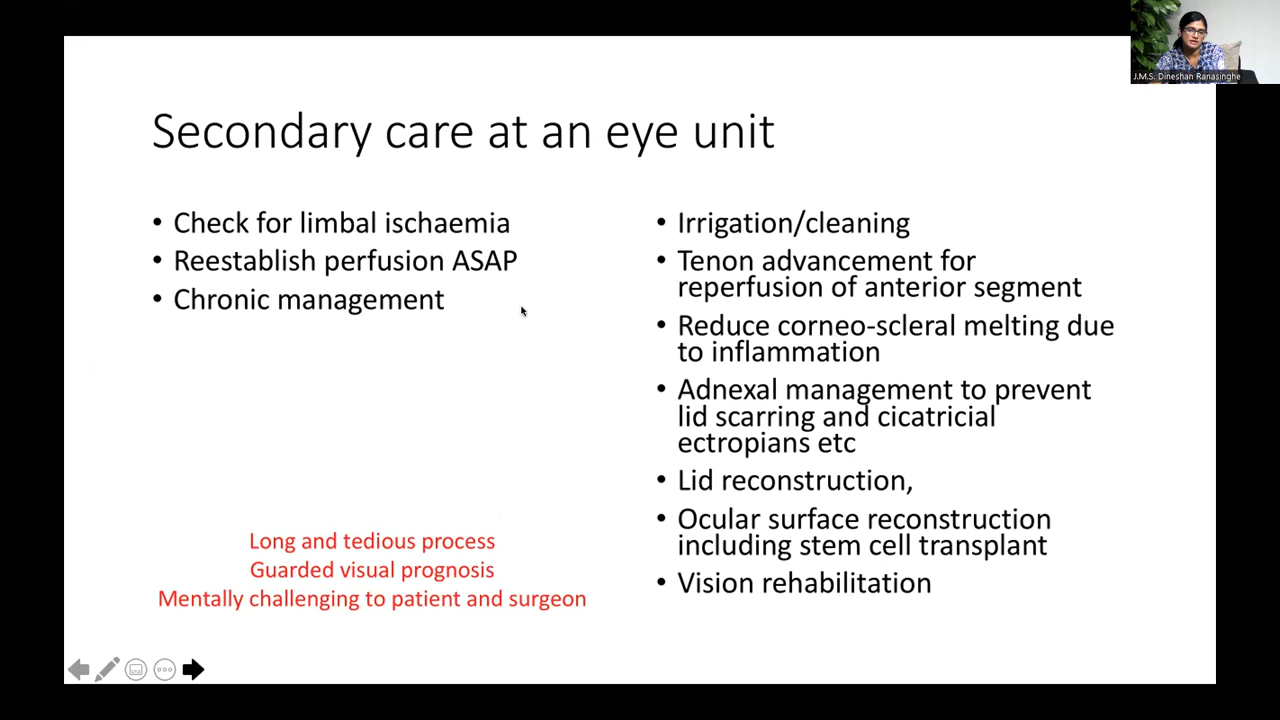 J.M.S. Dineshan Ranasinghe
Secondary care at an eye unit
• Check for limbal ischaemia
• Reestablish perfusion ASAP
• Chronic management
Long and tedious process
Guarded visual prognosis
Mentally challenging to patient and surgeon
• Irrigation/cleaning
• Tenon advancement for
reperfusion of anterior segment
• Reduce corneo-scleral melting due
to inflammation
• Adnexal management to prevent
lid scarring and cicatricial
ectropians etc
• Lid reconstruction,
• Ocular surface reconstruction
including stem cell transplant
• Vision rehabilitation